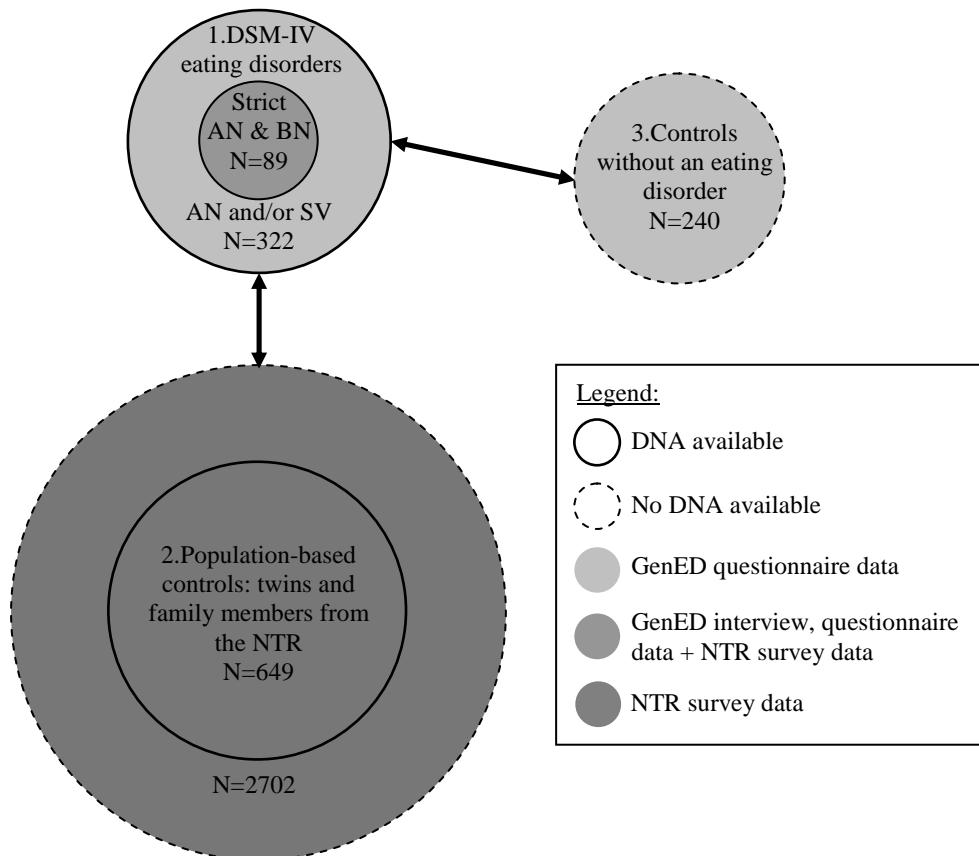 1.DSM-IV
eating disorders
Strict
AN & BN
N=89
AN and/or SV
N=322
3.Controls
without an eating
disorder
N=240
2.Population-based
controls: twins and
family members from
the NTR
N=649
N=2702
Legend:
DNA available
No DNA available
GenED questionnaire data
GenED interview, questionnaire
data + NTR survey data
NTR survey data